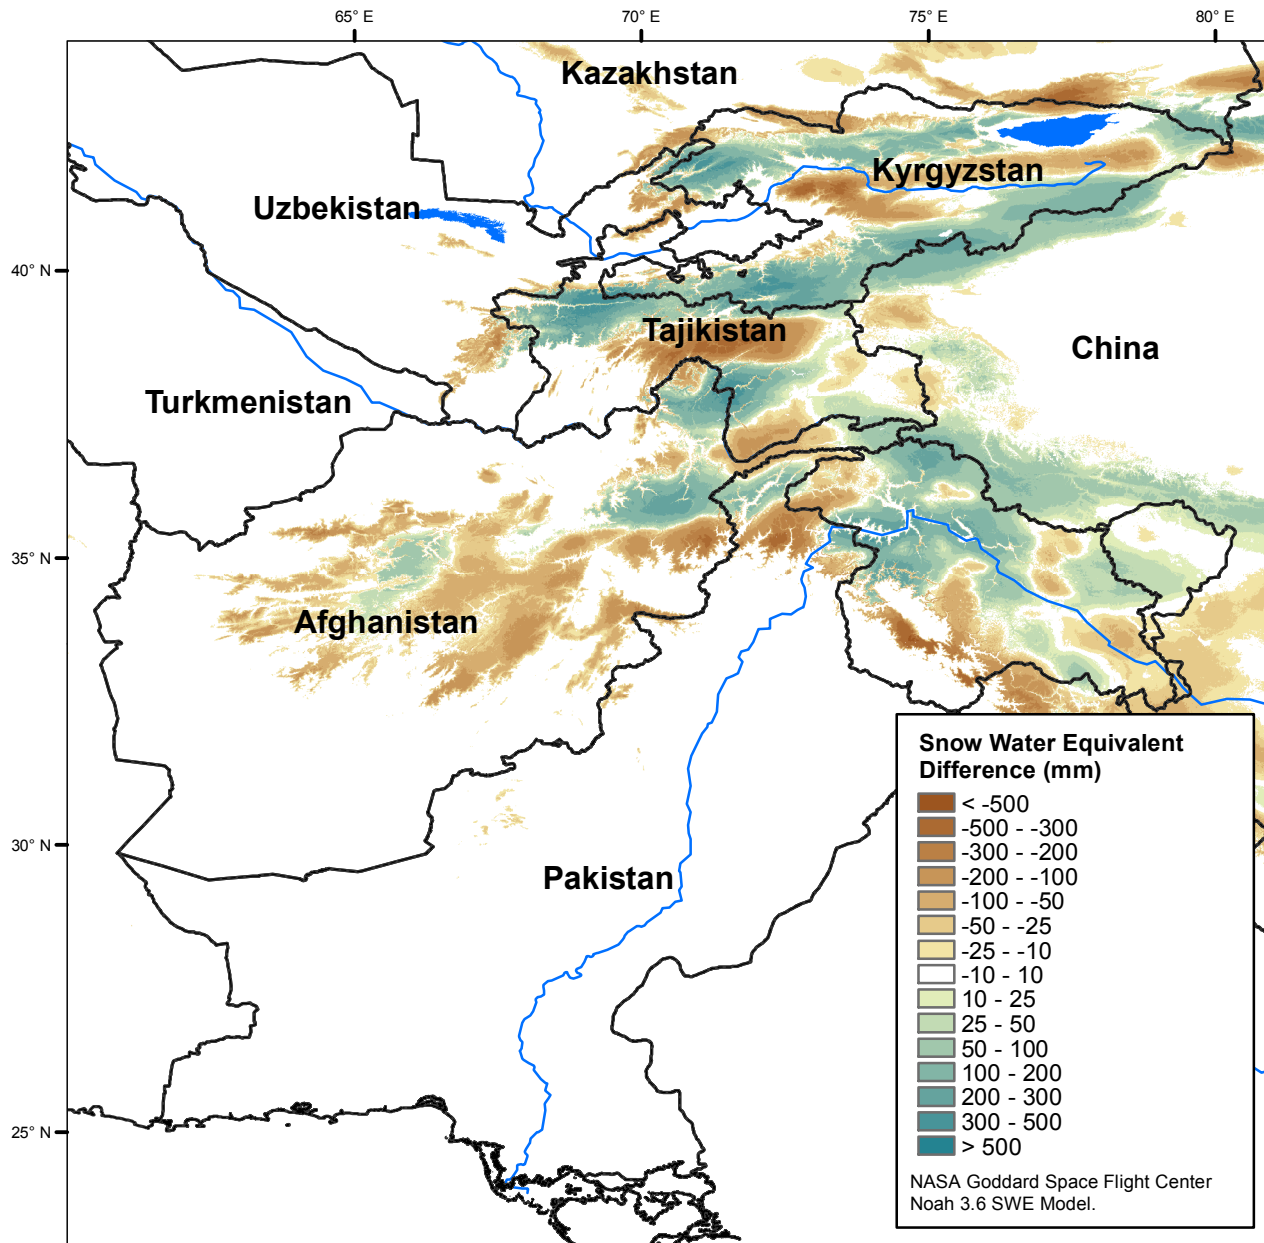 65° E
70° E
75° E
80° E
Kazakhstan
Kyrgyzstan
Uzbekistan
40° N
Tajikistan
China
Turkmenistan
35° N
Afghanistan
30° N
Pakistan
25° N
Snow Water Equivalent
Difference (mm)
< -500
-500 - -300
-300 - -200
-200 - -100
-100 - -50
-50 - -25
-25 - -10
-10 - 10
10 - 25
25 - 50
50 - 100
100 - 200
200 - 300
300 - 500
> 500
NASA Goddard Space Flight Center
Noah 3.6 SWE Model.